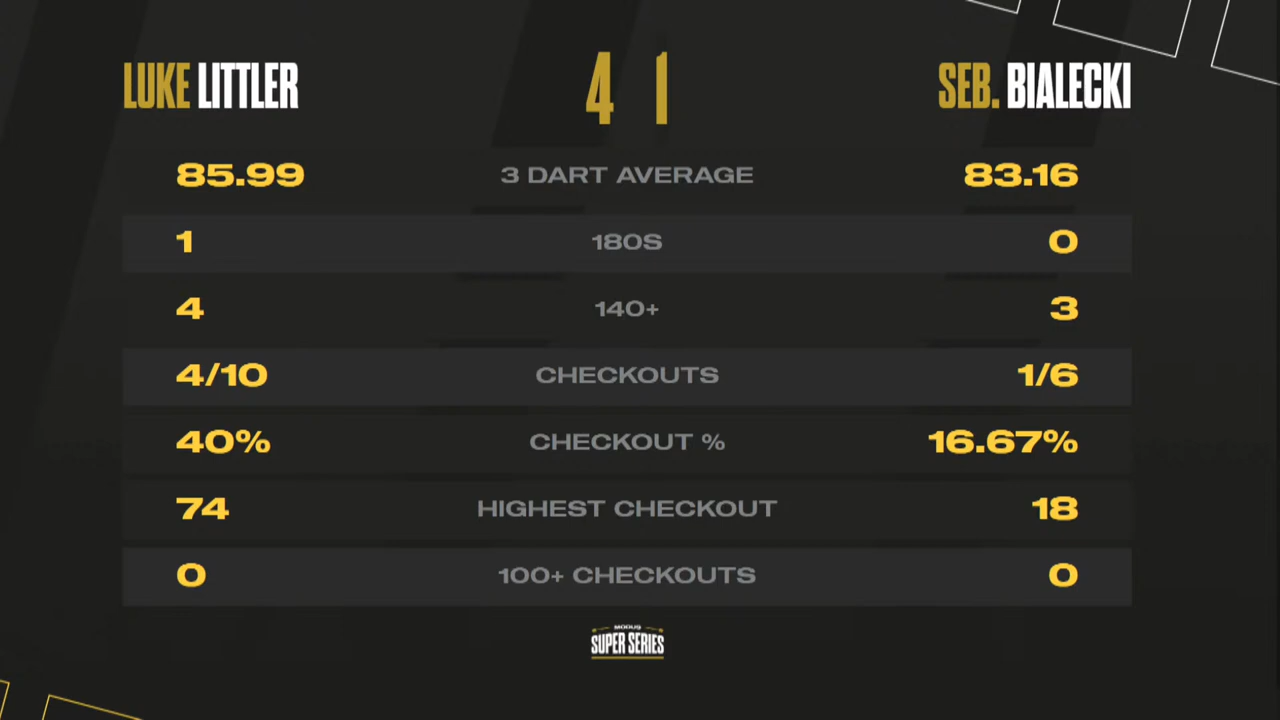 LUKE LITTLER 4 1 SEB. BIALECKI
85.99 3 DART AVERAGE 83.16
1 180S 0
4 140+ 3
4/10 CHECKOUTS 1/6
40% CHECKOUT % 16.67%
74 HIGHEST CHECKOUT 18
0 100+ CHECKOUTS 0
MODUS
SUPER SERIES